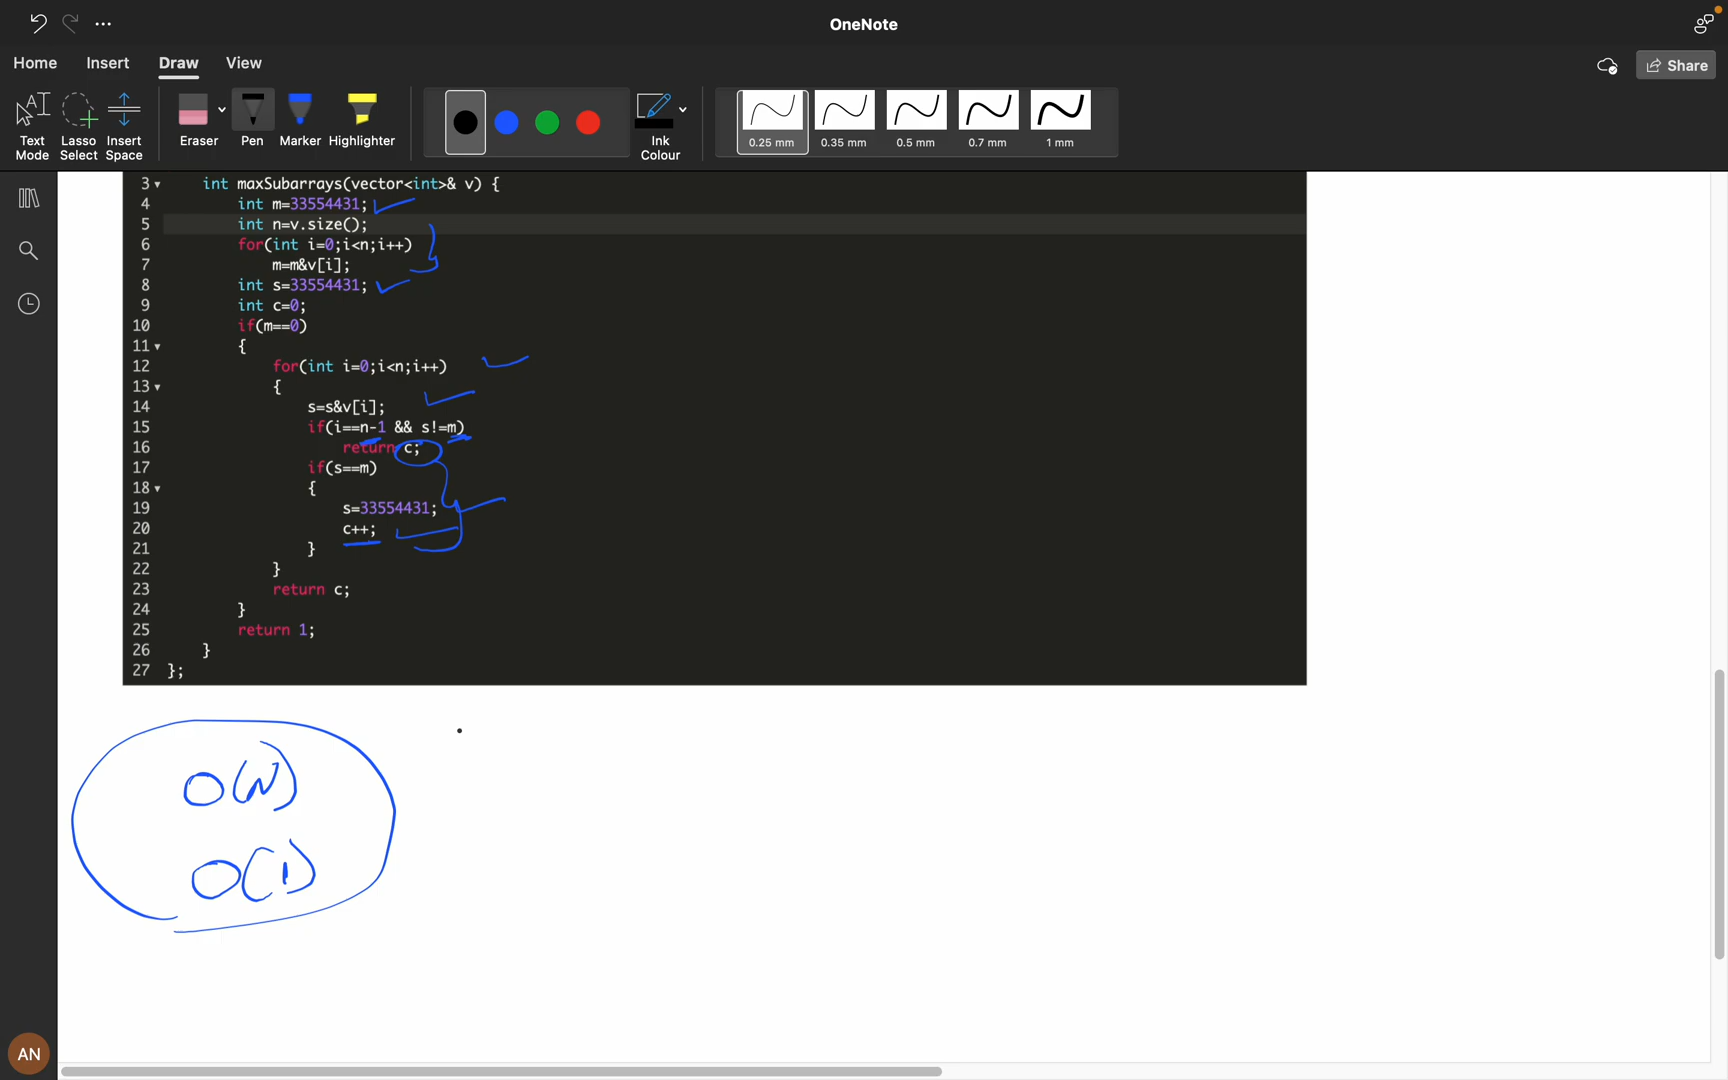 OneNote
Home Insert Draw View
Share
Text Mode
Lasso Select
Insert Space
Eraser
Pen
Marker
Highlighter
Ink Colour
0.25 mm
0.35 mm
0.5 mm
0.7 mm
1 mm
3 int maxSubarrays(vector<int>& v) {
4 int m=33554431;
5 int n=v.size();
6 for(int i=0;i<n;i++)
7 m=m&v[i];
8 int s=33554431;
9 int c=0;
10 if(m==0)
11 {
12 for(int i=0;i<n;i++)
13 {
14 s=s&v[i];
15 if(i==n-1 && s!=m)
16 return c;
17 if(s==m)
18 {
19 s=33554431;
20 c++;
21 }
22 }
23 return c;
24 }
25 return 1;
26 }
27 };
O(N)
O(1)
AN